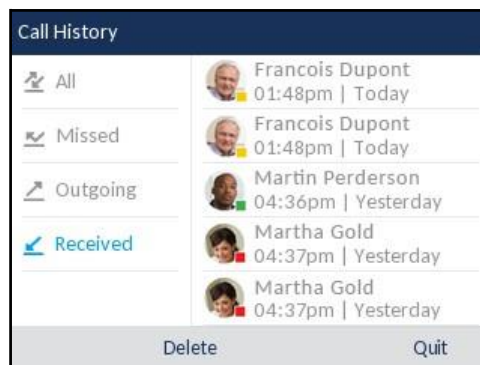 Call History
All
Missed
Outgoing
Received
Francois Dupont
01:48pm | Today
Francois Dupont
01:48pm | Today
Martin Perderson
04:36pm | Yesterday
Martha Gold
04:37pm | Yesterday
Martha Gold
04:37pm | Yesterday
Delete
Quit